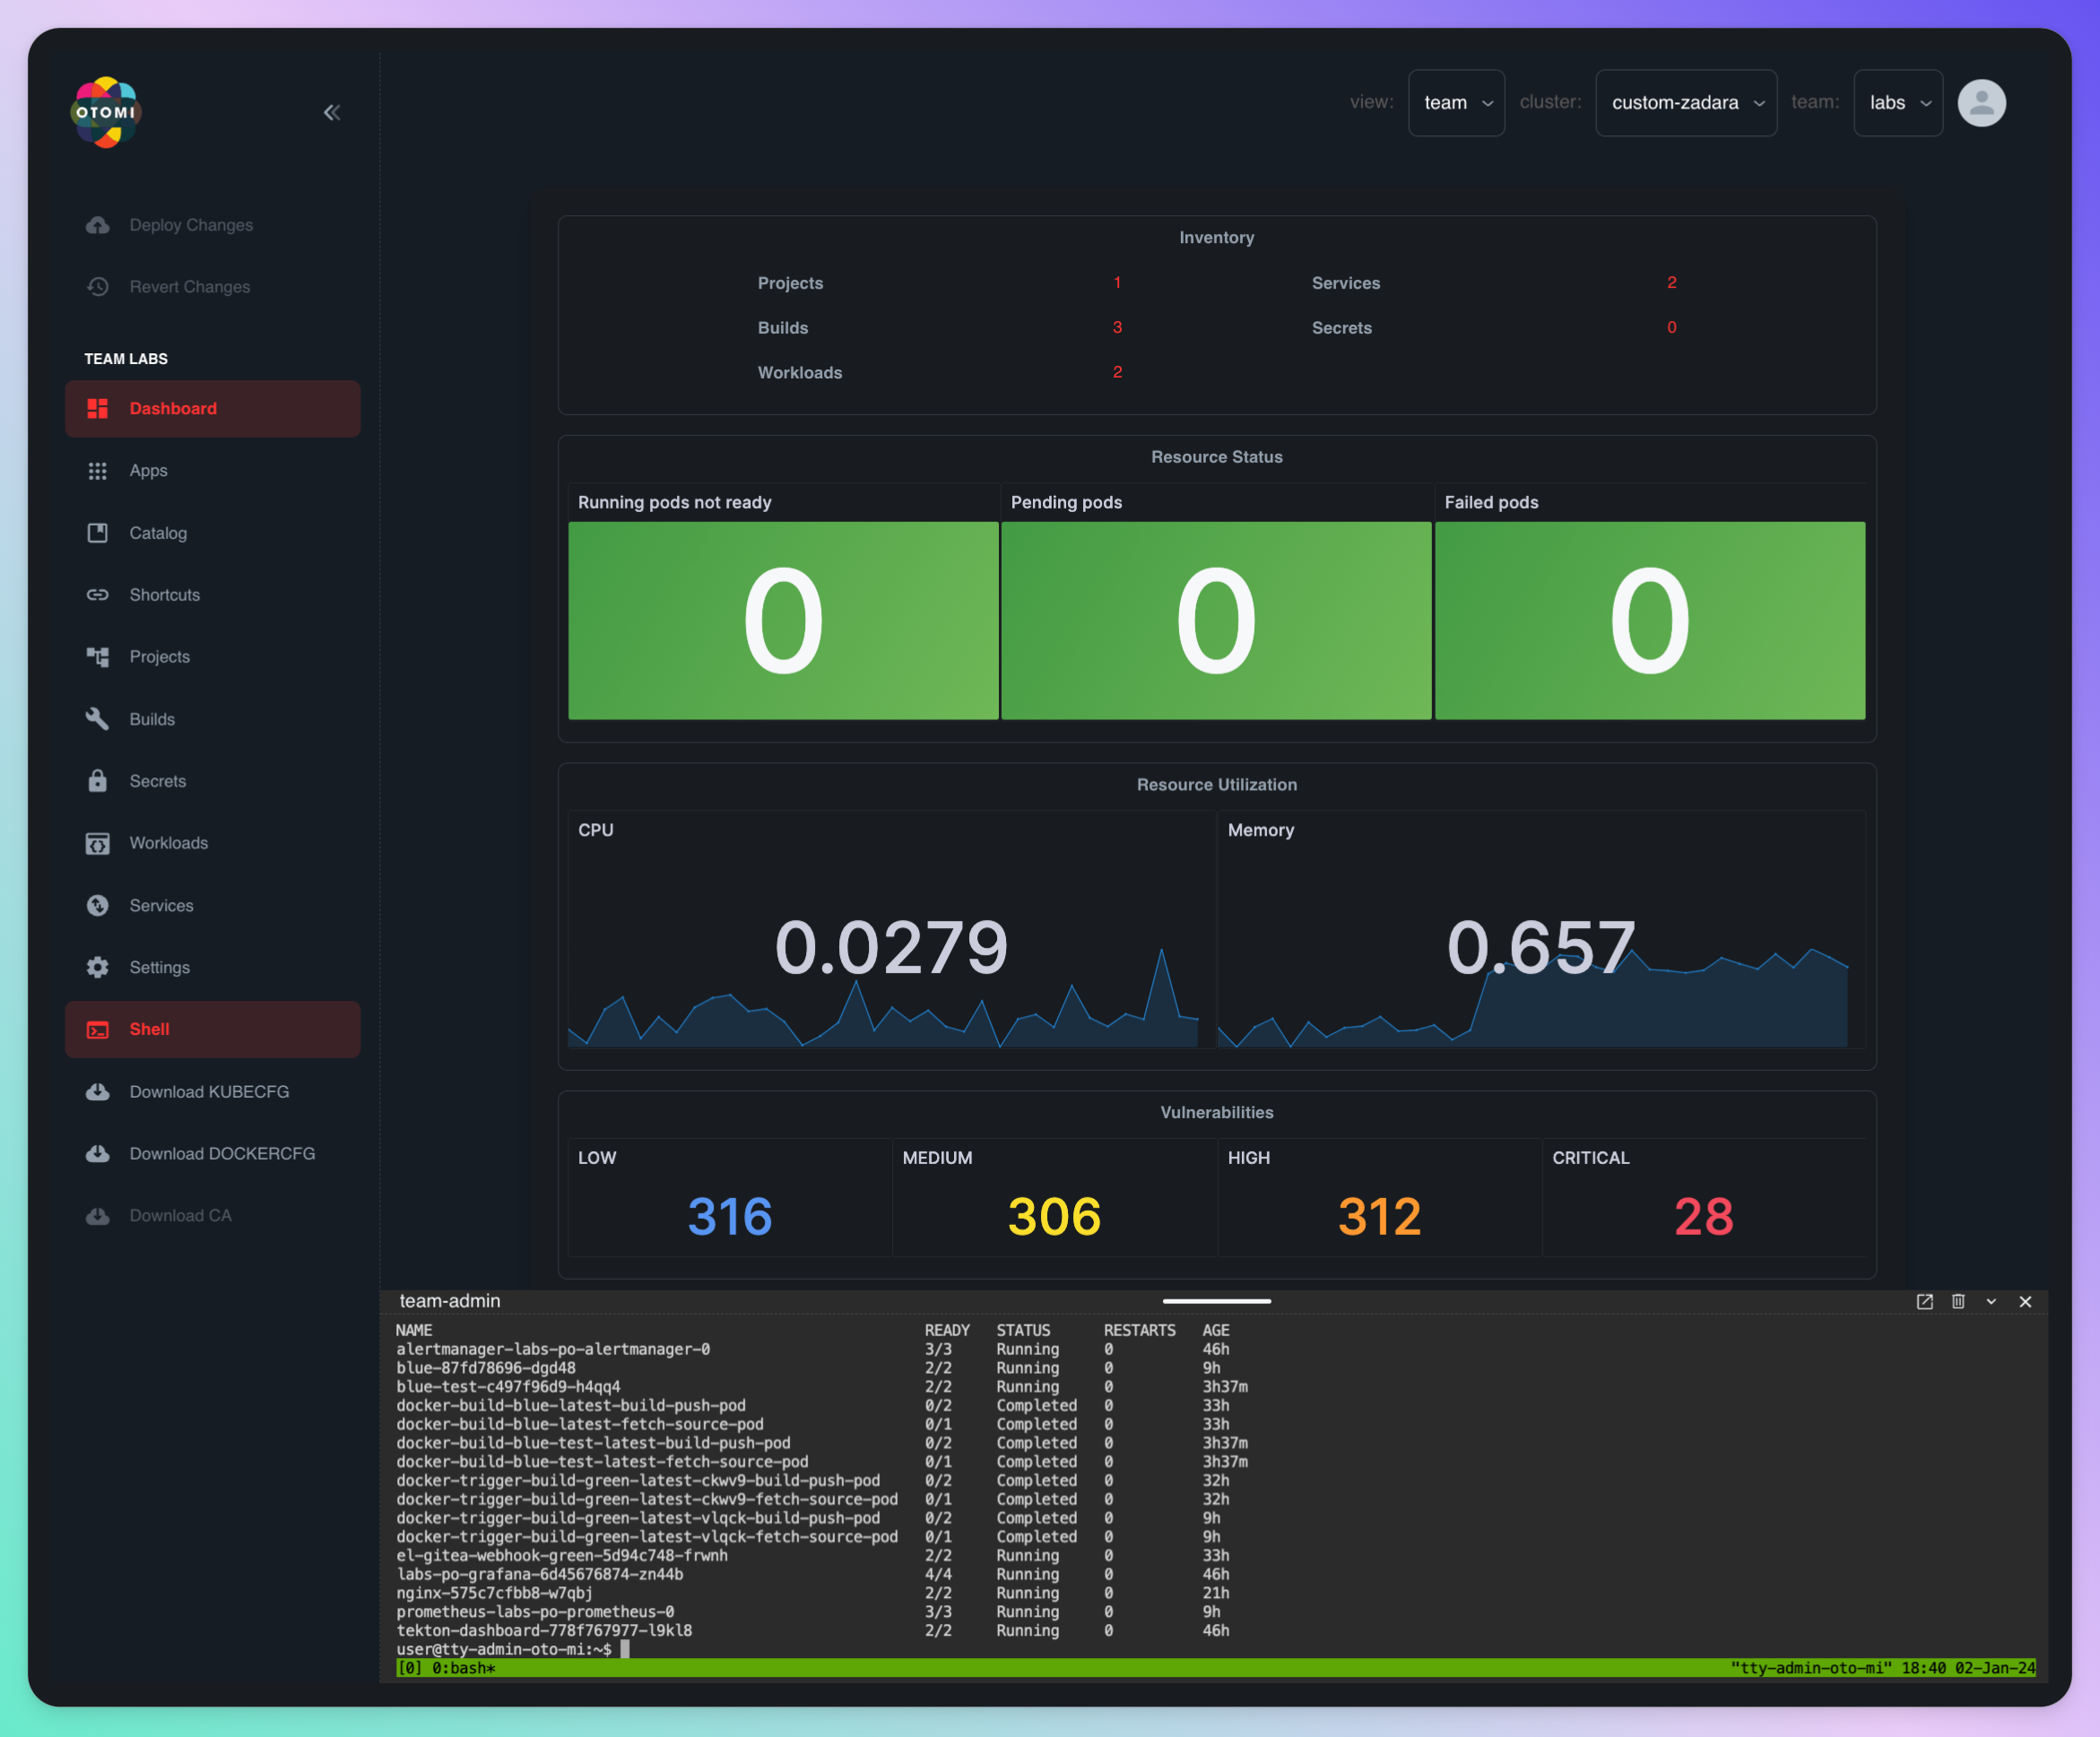 OTOMI
view: team cluster: custom-zadara team: labs
Deploy Changes
Revert Changes
TEAM LABS
Dashboard
Apps
Catalog
Shortcuts
Projects
Builds
Secrets
Workloads
Services
Settings
Shell
Download KUBECFG
Download DOCKERCFG
Download CA
Inventory
Projects 1 Services 2
Builds 3 Secrets 0
Workloads 2
Resource Status
Running pods not ready Pending pods Failed pods
0 0 0
Resource Utilization
CPU Memory
0.0279 0.657
Vulnerabilities
LOW MEDIUM HIGH CRITICAL
316 306 312 28
team-admin
NAME READY STATUS RESTARTS AGE
alertmanager-labs-po-alertmanager-0 3/3 Running 0 46h
blue-87fd78696-dgd48 2/2 Running 0 9h
blue-test-c497f96d9-h4qq4 2/2 Running 0 3h37m
docker-build-blue-latest-build-push-pod 0/2 Completed 0 33h
docker-build-blue-latest-fetch-source-pod 0/1 Completed 0 33h
docker-build-blue-test-latest-build-push-pod 0/2 Completed 0 3h37m
docker-build-blue-test-latest-fetch-source-pod 0/1 Completed 0 3h37m
docker-trigger-build-green-latest-ckwv9-build-push-pod 0/2 Completed 0 32h
docker-trigger-build-green-latest-ckwv9-fetch-source-pod 0/1 Completed 0 32h
docker-trigger-build-green-latest-vlqck-build-push-pod 0/2 Completed 0 9h
docker-trigger-build-green-latest-vlqck-fetch-source-pod 0/1 Completed 0 9h
el-gitea-webhook-green-5d94c748-frwnh 2/2 Running 0 33h
labs-po-grafana-6d45676874-zn44b 4/4 Running 0 46h
nginx-575c7cfbb8-w7qbj 2/2 Running 0 21h
prometheus-labs-po-prometheus-0 3/3 Running 0 9h
tekton-dashboard-778f767977-l9kl8 2/2 Running 0 46h
user@tty-admin-oto-mi:~$
[0] 0:bash* "tty-admin-oto-mi" 18:40 02-Jan-24